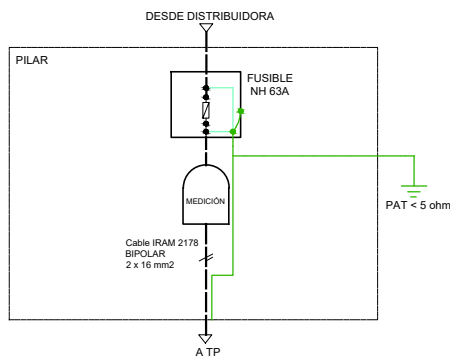 DESDE DISTRIBUIDORA
PILAR
FUSIBLE
NH 63A
MEDICIÓN
PAT < 5 ohm
Cable IRAM 2178
BIPOLAR
2 x 16 mm2
A TP